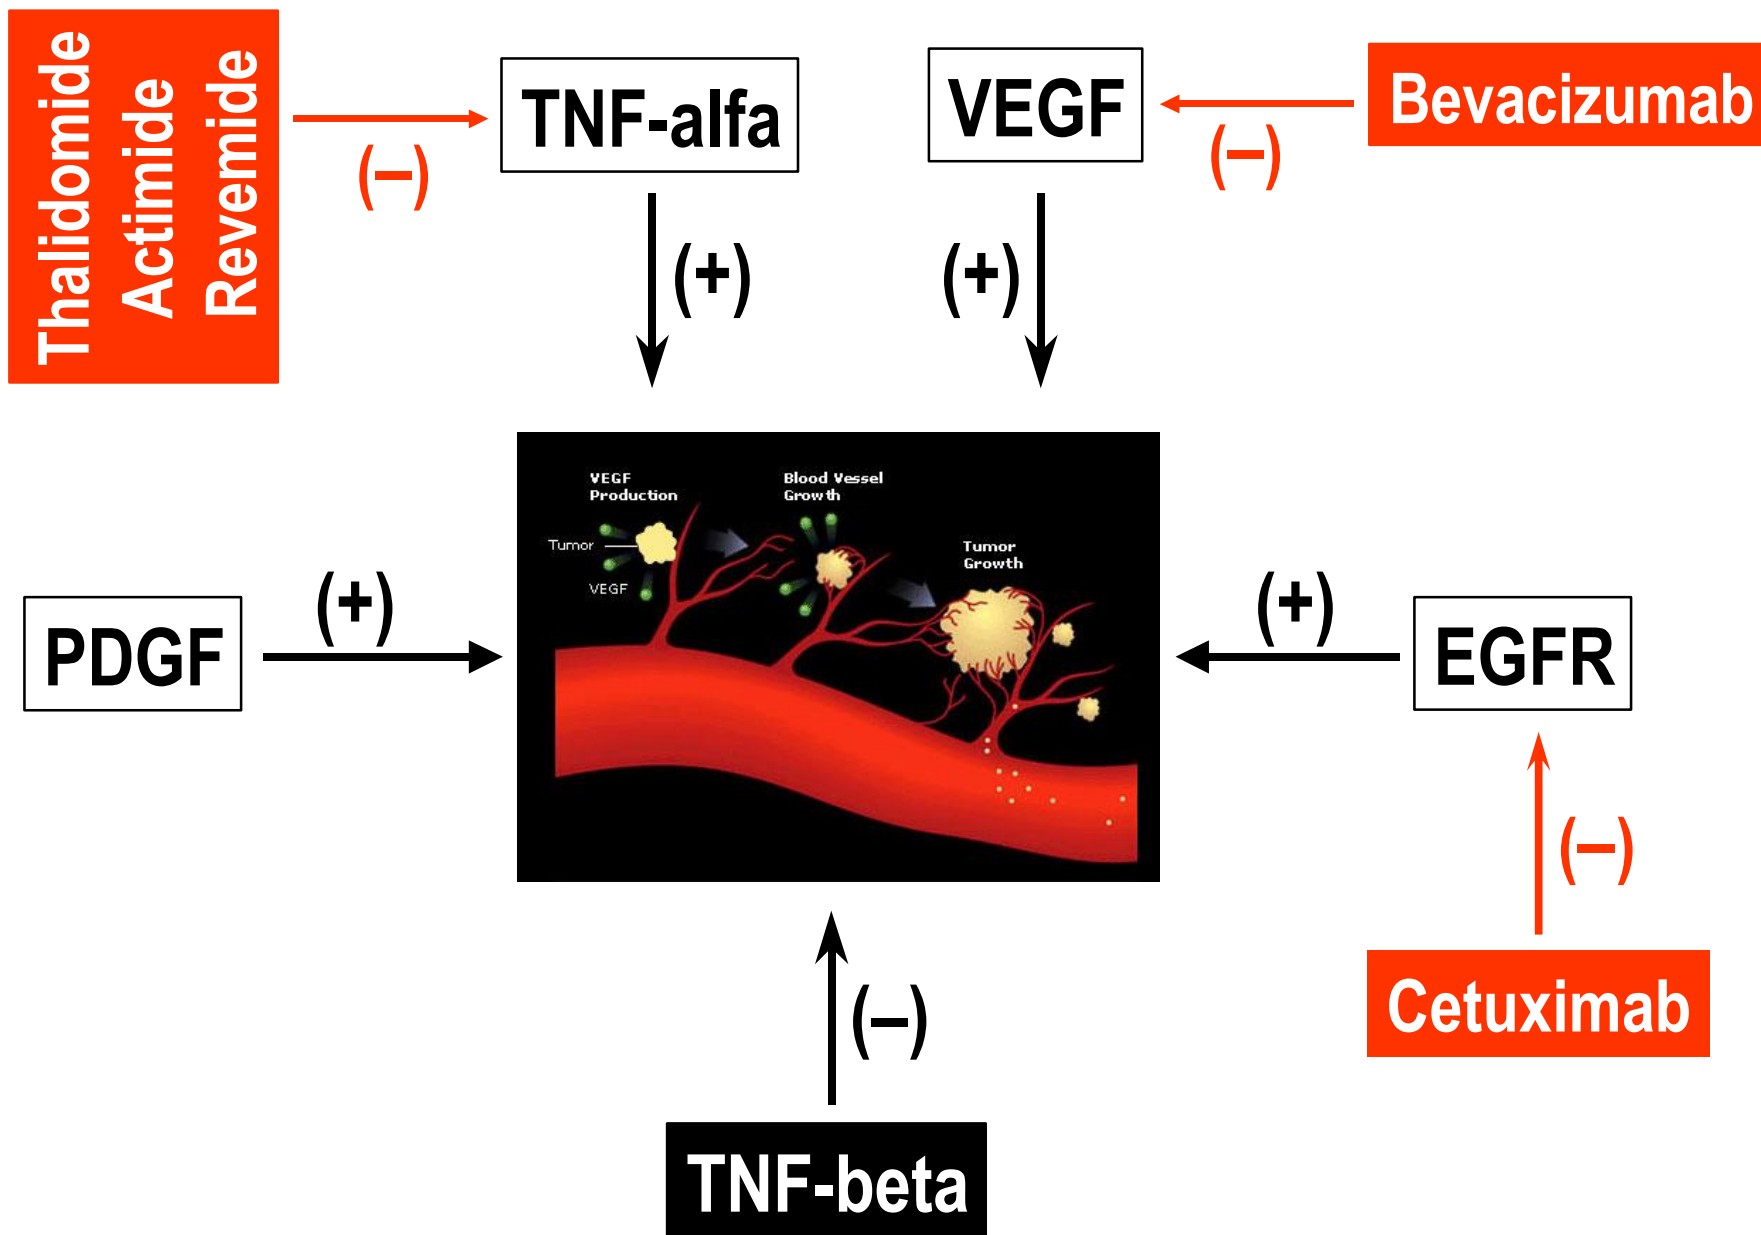 Thalidomide
Actimide
Revemide
(–)
TNF-alfa
(+)
VEGF
(+)
(–)
Bevacizumab
VEGF
Production
Tumor
VEGF
Blood Vessel
Growth
Tumor
Growth
PDGF
(+)
(+)
EGFR
(–)
Cetuximab
(–)
TNF-beta